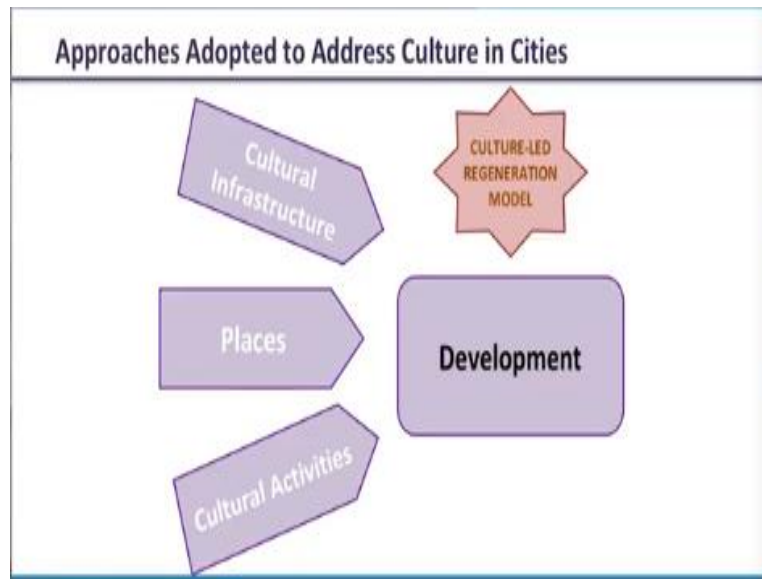 Approaches Adopted to Address Culture in Cities
Cultural
Infrastructure
CULTURE-LED
REGENERATION
MODEL
Places
Development
Cultural Activities